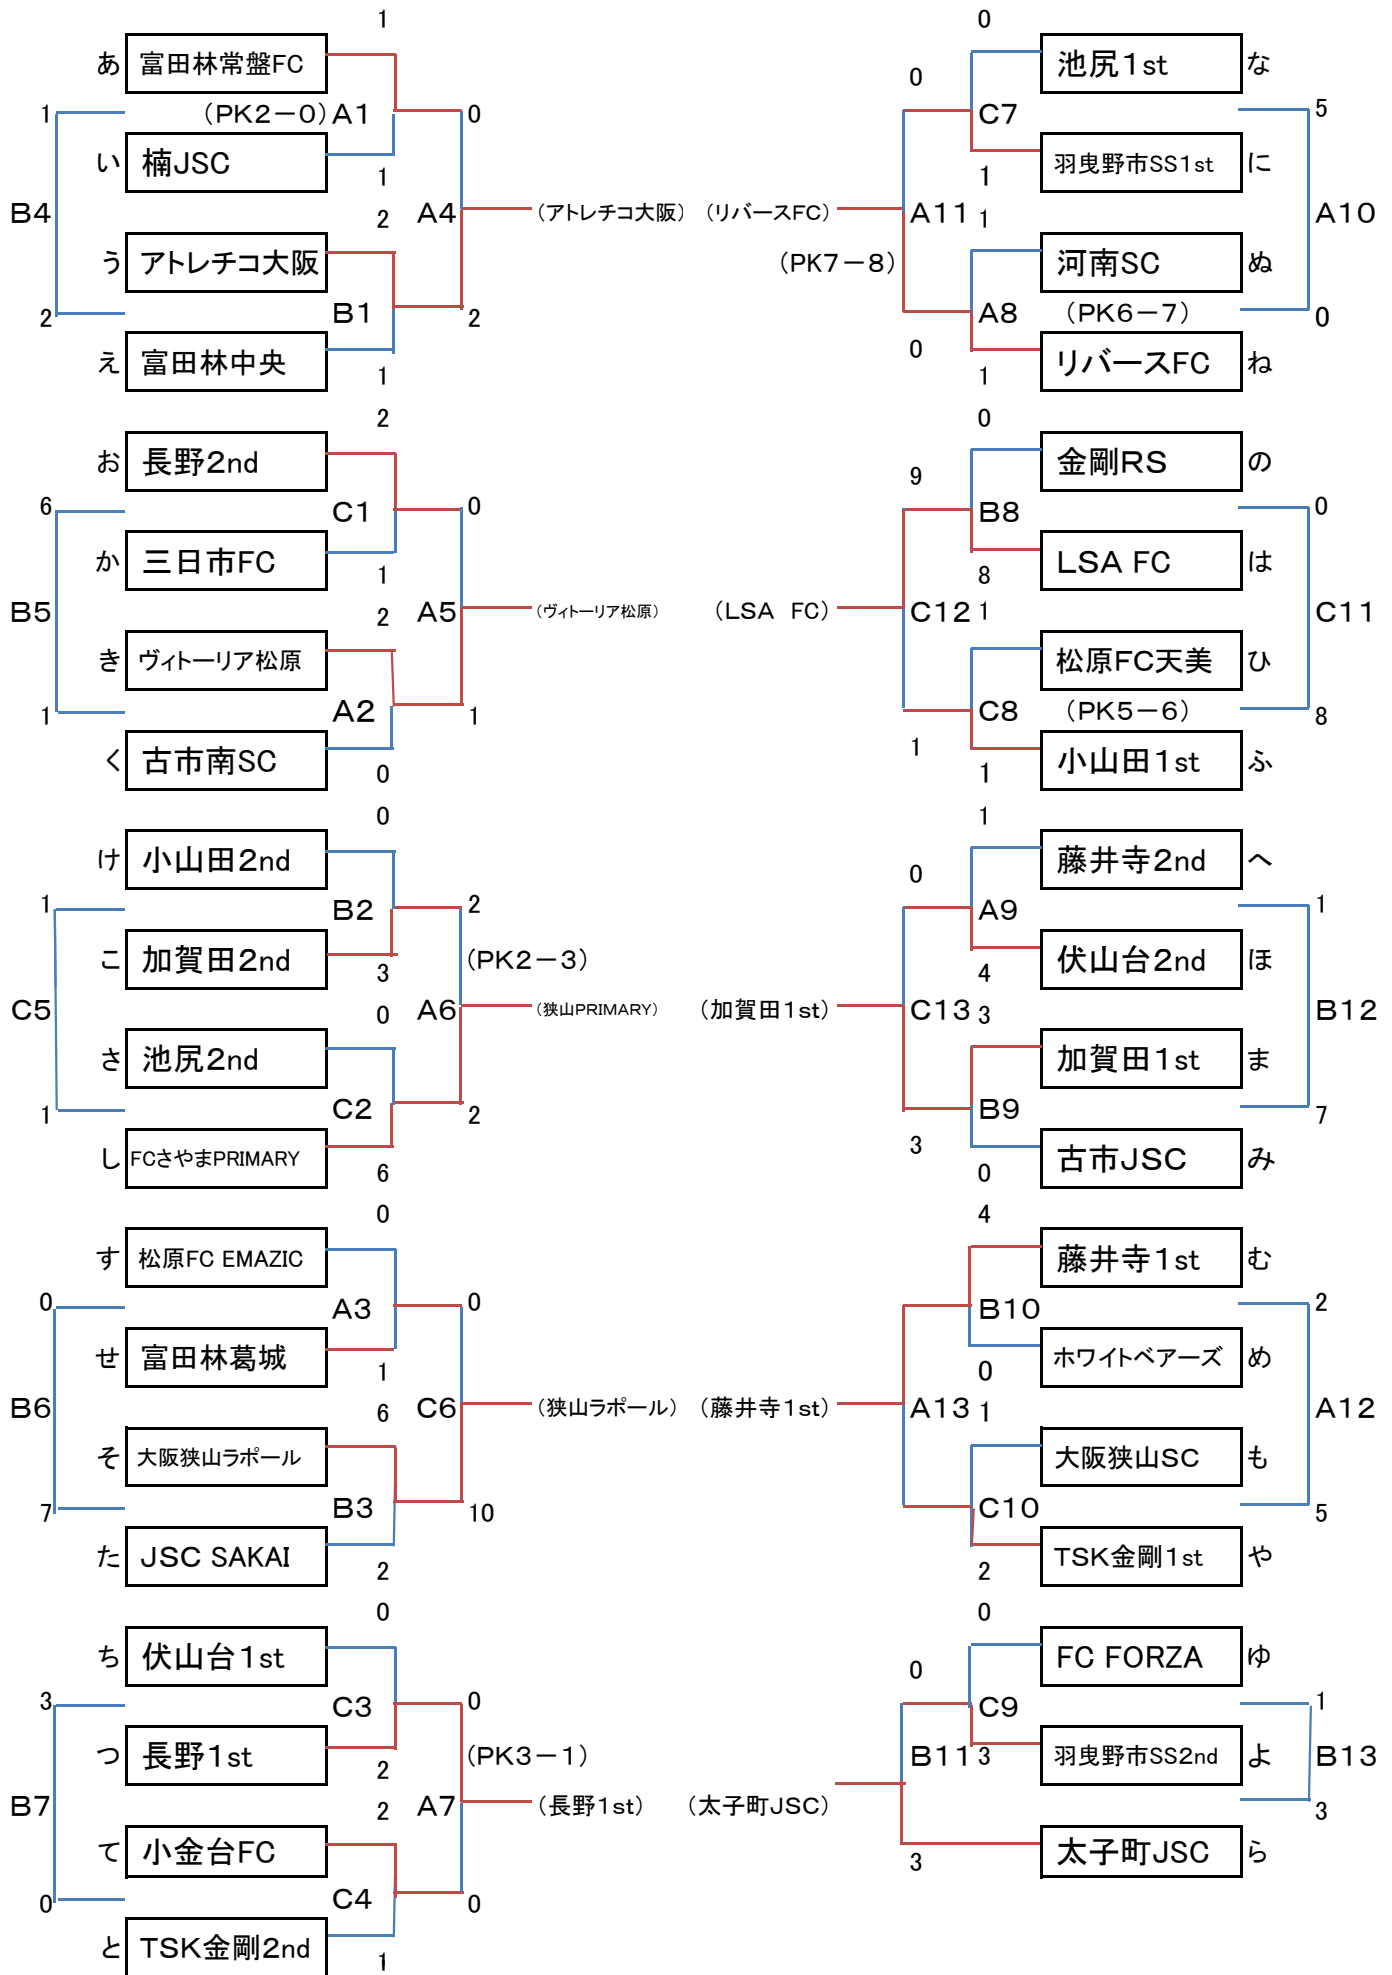 1
あ 富田林常盤FC
1 (PK2－0) A1 0
い 楠JSC
1
B4 2 A4 (アトレチコ大阪)
う アトレチコ大阪
2 B1 2
え 富田林中央
1
2
お 長野2nd
6 C1 0
か 三日市FC
1
B5 2 A5 (ヴィトーリア松原)
き ヴィトーリア松原
1 A2 1
く 古市南SC
0
0
け 小山田2nd
1 B2 2
こ 加賀田2nd
3 (PK2－3)
C5 0 A6 (狭山PRIMARY)
さ 池尻2nd
1 C2 2
し FCさやまPRIMARY
6
0
す 松原FC EMAZIC
0 A3 0
せ 富田林葛城
1
B6 6 C6 (狭山ラポール)
そ 大阪狭山ラポール
7 B3 10
た JSC SAKAI
2
0
ち 伏山台1st
3 C3 0
つ 長野1st
2 (PK3－1)
B7 2 A7 (長野1st)
て 小金台FC
0 C4 0
と TSK金剛2nd
1
0
池尻1st な
0
C7 5
羽曳野市SS1st に
1
(リバースFC) A11 1 A10
(PK7－8)
河南SC ぬ
A8 (PK6－7) 0
リバースFC ね
0 1
0
金剛RS の
9
B8 0
LSA FC は
8
(LSA FC) C12 1 C11
松原FC天美 ひ
C8 (PK5－6) 8
小山田1st ふ
1 1
1
藤井寺2nd へ
0
A9 1
伏山台2nd ほ
4
(加賀田1st) C13 3 B12
加賀田1st ま
B9 7
古市JSC み
3 0
4
藤井寺1st む
B10 2
ホワイトベアーズ め
0
(藤井寺1st) A13 1 A12
大阪狭山SC も
C10 5
TSK金剛1st や
2
0
FC FORZA ゆ
0
C9 1
羽曳野市SS2nd よ
B11 3 B13
(太子町JSC)
3
太子町JSC ら
3